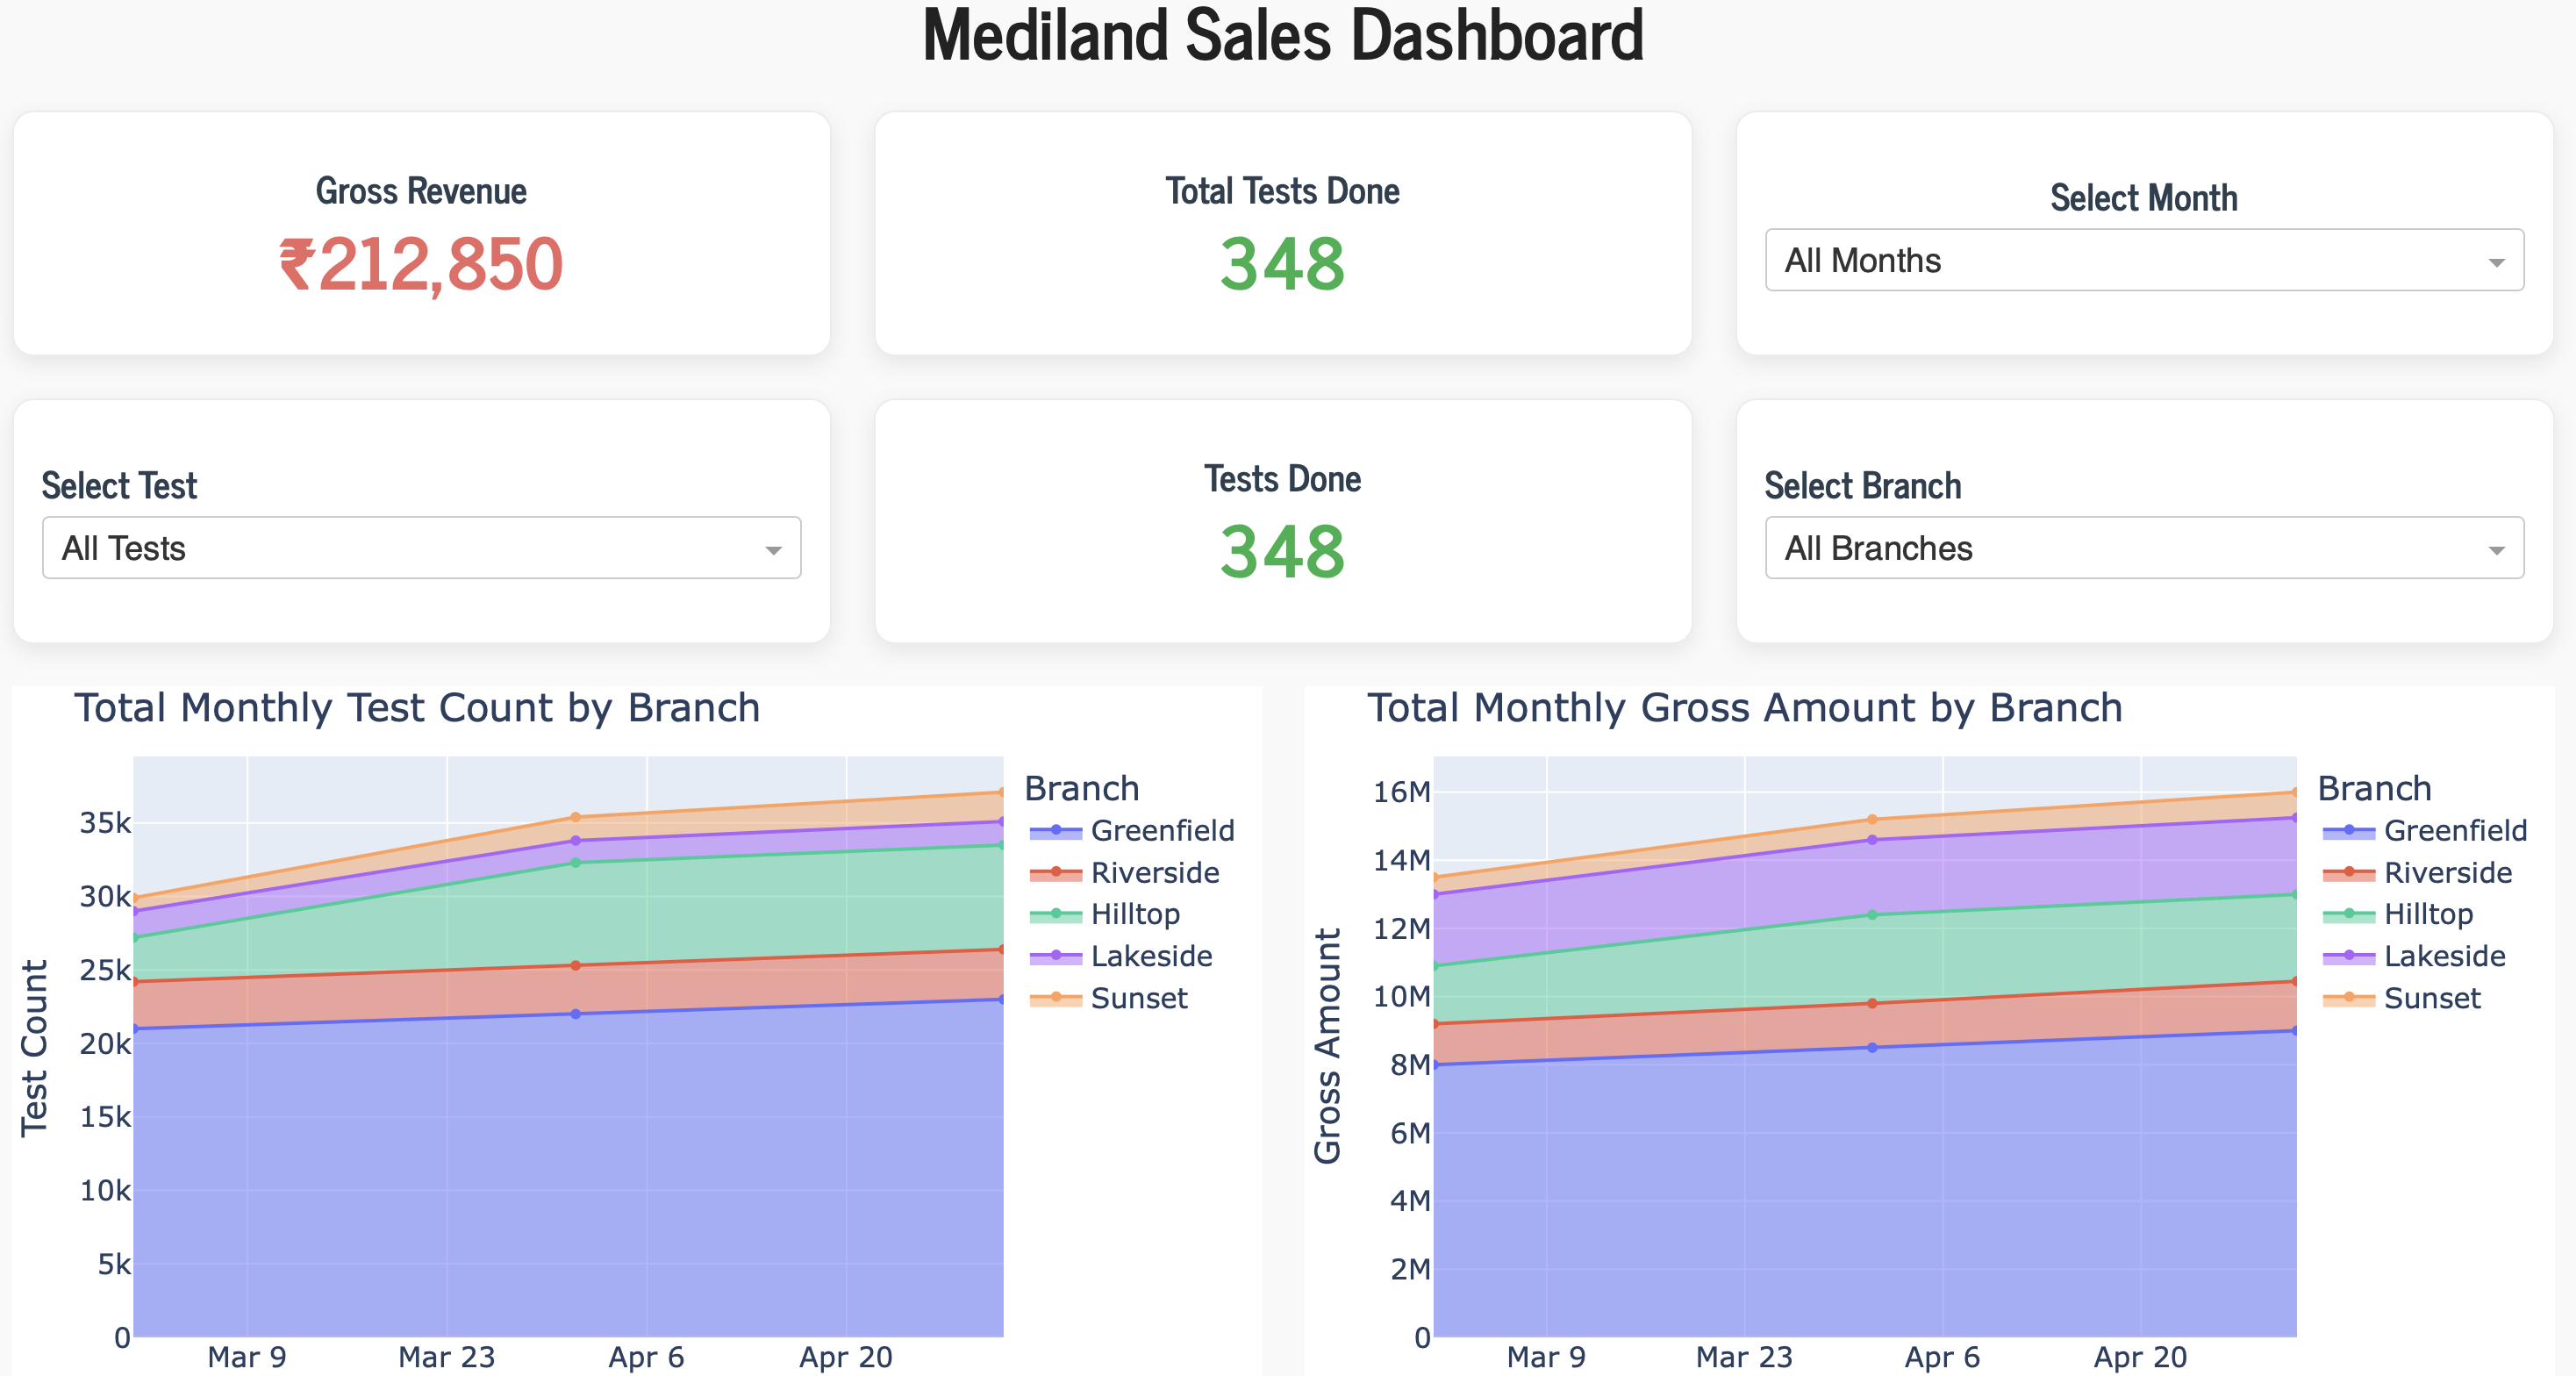 Mediland Sales Dashboard
Gross Revenue
₹212,850
Total Tests Done
348
Select Month
All Months
Select Test
All Tests
Tests Done
348
Select Branch
All Branches
Total Monthly Test Count by Branch
Test Count
35k
30k
25k
20k
15k
10k
5k
0
Mar 9
Mar 23
Apr 6
Apr 20
Branch
Greenfield
Riverside
Hilltop
Lakeside
Sunset
Total Monthly Gross Amount by Branch
Gross Amount
16M
14M
12M
10M
8M
6M
4M
2M
0
Mar 9
Mar 23
Apr 6
Apr 20
Branch
Greenfield
Riverside
Hilltop
Lakeside
Sunset